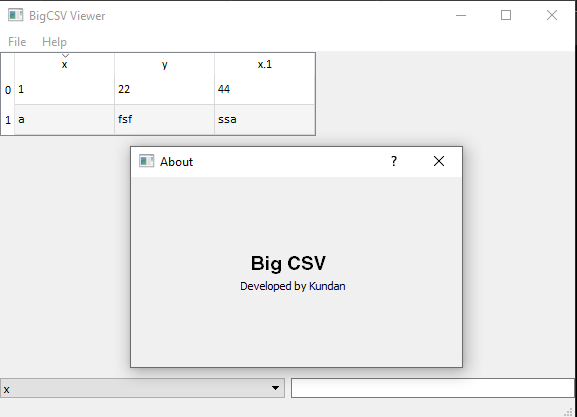 BigCSV Viewer
File Help
x y x.1
0 1 22 44
1 a fsf ssa
About ?
Big CSV
Developed by Kundan
x